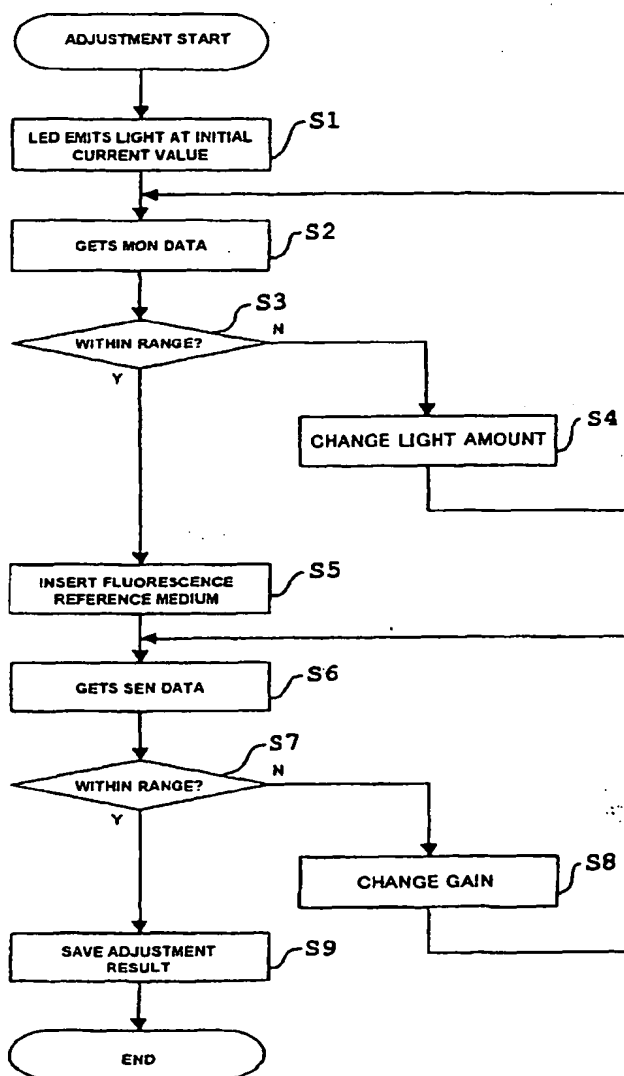 ADJUSTMENT START
S1
LED EMITS LIGHT AT INITIAL
CURRENT VALUE
S2
GETS MON DATA
S3
WITHIN RANGE?
N
Y
S4
CHANGE LIGHT AMOUNT
S5
INSERT FLUORESCENCE
REFERENCE MEDIUM
S6
GETS SEN DATA
S7
WITHIN RANGE?
N
Y
S8
CHANGE GAIN
S9
SAVE ADJUSTMENT
RESULT
END